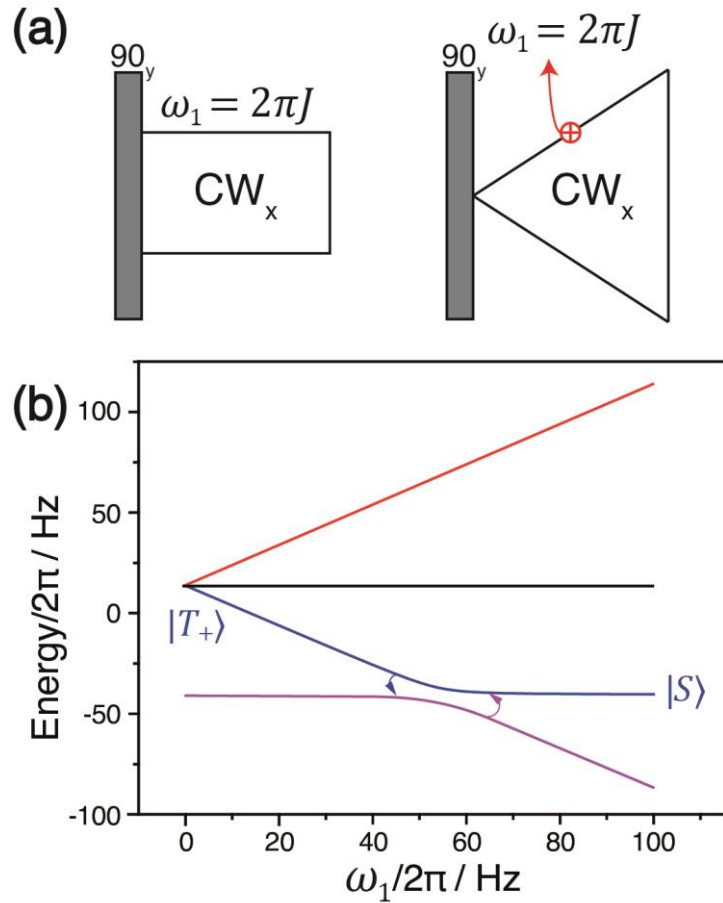 (a)
90y
ω₁ = 2πJ
CWₓ
90y
ω₁ = 2πJ
CWₓ
(b)
Energy/2π / Hz
100
50
0
-50
-100
|T₊⟩
|S⟩
0 20 40 60 80 100
ω₁/2π / Hz